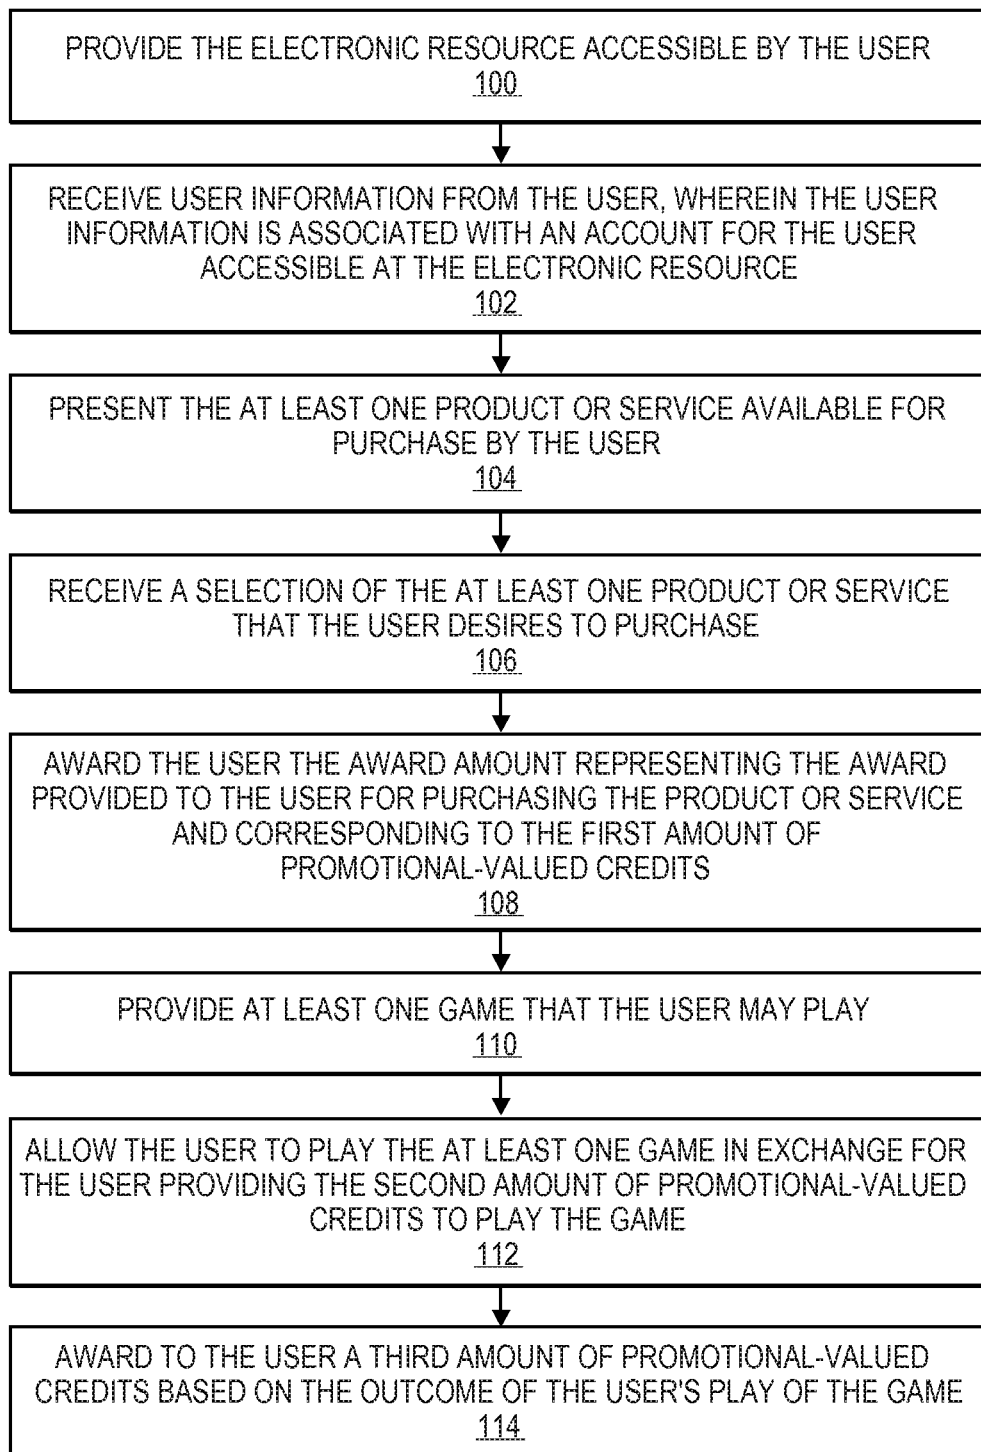 PROVIDE THE ELECTRONIC RESOURCE ACCESSIBLE BY THE USER
100
RECEIVE USER INFORMATION FROM THE USER, WHEREIN THE USER
INFORMATION IS ASSOCIATED WITH AN ACCOUNT FOR THE USER
ACCESSIBLE AT THE ELECTRONIC RESOURCE
102
PRESENT THE AT LEAST ONE PRODUCT OR SERVICE AVAILABLE FOR
PURCHASE BY THE USER
104
RECEIVE A SELECTION OF THE AT LEAST ONE PRODUCT OR SERVICE
THAT THE USER DESIRES TO PURCHASE
106
AWARD THE USER THE AWARD AMOUNT REPRESENTING THE AWARD
PROVIDED TO THE USER FOR PURCHASING THE PRODUCT OR SERVICE
AND CORRESPONDING TO THE FIRST AMOUNT OF
PROMOTIONAL-VALUED CREDITS
108
PROVIDE AT LEAST ONE GAME THAT THE USER MAY PLAY
110
ALLOW THE USER TO PLAY THE AT LEAST ONE GAME IN EXCHANGE FOR
THE USER PROVIDING THE SECOND AMOUNT OF PROMOTIONAL-VALUED
CREDITS TO PLAY THE GAME
112
AWARD TO THE USER A THIRD AMOUNT OF PROMOTIONAL-VALUED
CREDITS BASED ON THE OUTCOME OF THE USER'S PLAY OF THE GAME
114